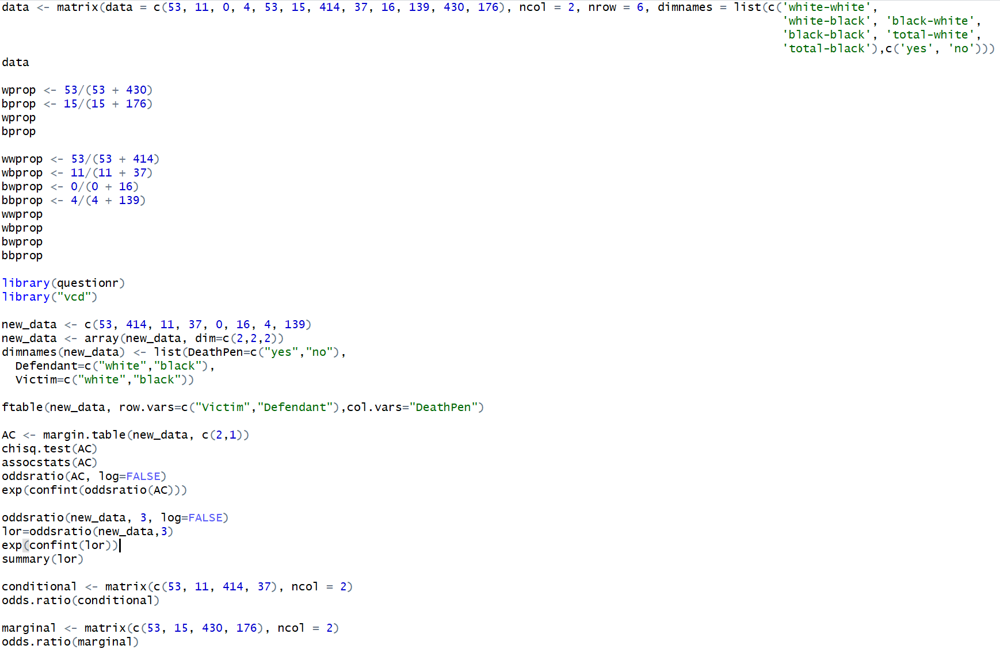 data <- matrix(data = c(53, 11, 0, 4, 53, 15, 414, 37, 16, 139, 430, 176), ncol = 2, nrow = 6, dimnames = list(c('white-white',
'white-black', 'black-white',
'black-black', 'total-white',
'total-black'),c('yes', 'no')))
data
wprop <- 53/(53 + 430)
bprop <- 15/(15 + 176)
wprop
bprop
wwprop <- 53/(53 + 414)
wbprop <- 11/(11 + 37)
bwprop <- 0/(0 + 16)
bbprop <- 4/(4 + 139)
wwprop
wbprop
bwprop
bbprop
library(questionr)
library("vcd")
new_data <- c(53, 414, 11, 37, 0, 16, 4, 139)
new_data <- array(new_data, dim=c(2,2,2))
dimnames(new_data) <- list(DeathPen=c("yes","no"),
Defendant=c("white","black"),
Victim=c("white","black"))
ftable(new_data, row.vars=c("Victim","Defendant"),col.vars="DeathPen")
AC <- margin.table(new_data, c(2,1))
chisq.test(AC)
assocstats(AC)
oddsratio(AC, log=FALSE)
exp(confint(oddsratio(AC)))
oddsratio(new_data, 3, log=FALSE)
lor=oddsratio(new_data,3)
exp(confint(lor))
summary(lor)
conditional <- matrix(c(53, 11, 414, 37), ncol = 2)
odds.ratio(conditional)
marginal <- matrix(c(53, 15, 430, 176), ncol = 2)
odds.ratio(marginal)